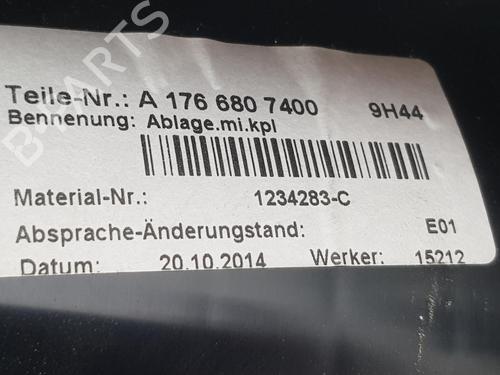 B-PARTS
Teile-Nr.: A 176 680 7400 9H44
Bennenung: Ablage.mi.kpl
Material-Nr.: 1234283-C
Absprache-Änderungstand: E01
Datum: 20.10.2014 Werker: 15212